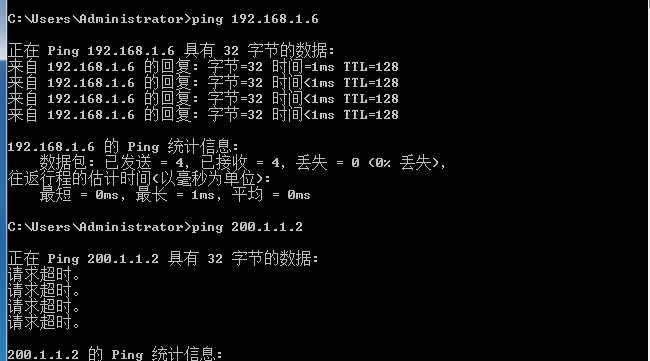 C:\Users\Administrator>ping 192.168.1.6
正在 Ping 192.168.1.6 具有 32 字节的数据:
来自 192.168.1.6 的回复: 字节=32 时间=1ms TTL=128
来自 192.168.1.6 的回复: 字节=32 时间<1ms TTL=128
来自 192.168.1.6 的回复: 字节=32 时间<1ms TTL=128
来自 192.168.1.6 的回复: 字节=32 时间<1ms TTL=128
192.168.1.6 的 Ping 统计信息:
数据包: 已发送 = 4, 已接收 = 4, 丢失 = 0 (0% 丢失),
往返行程的估计时间(以毫秒为单位):
最短 = 0ms, 最长 = 1ms, 平均 = 0ms
C:\Users\Administrator>ping 200.1.1.2
正在 Ping 200.1.1.2 具有 32 字节的数据:
请求超时。
请求超时。
请求超时。
请求超时。
200.1.1.2 的 Ping 统计信息: